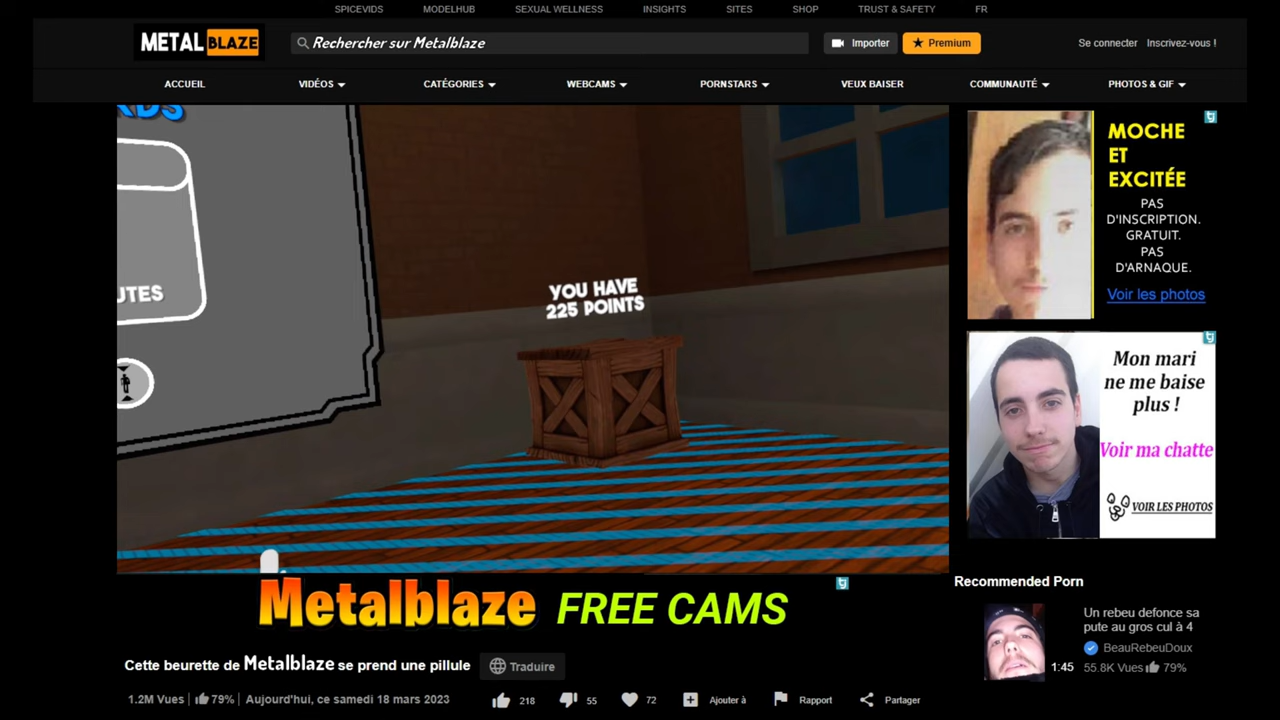 SPICEVIDS MODELHUB SEXUAL WELLNESS INSIGHTS SITES SHOP TRUST & SAFETY FR
METAL BLAZE
Rechercher sur Metalblaze
Importer
Premium
Se connecter Inscrivez-vous !
ACCUEIL VIDÉOS CATÉGORIES WEBCAMS PORNSTARS VEUX BAISER COMMUNAUTÉ PHOTOS & GIF
RDS
UTES
YOU HAVE
225 POINTS
MOCHE
ET
EXCITÉE
PAS
D'INSCRIPTION.
GRATUIT.
PAS
D'ARNAQUE.
Voir les photos
Mon mari
ne me baise
plus !
Voir ma chatte
VOIR LES PHOTOS
Metalblaze FREE CAMS
Cette beurette de Metalblaze se prend une pillule
Traduire
1.2M Vues 79% Aujourd'hui, ce samedi 18 mars 2023
218 55 72 Ajouter à Rapport Partager
Recommended Porn
Un rebeu defonce sa
pute au gros cul à 4
BeauRebeuDoux
1:45 55.8K Vues 79%